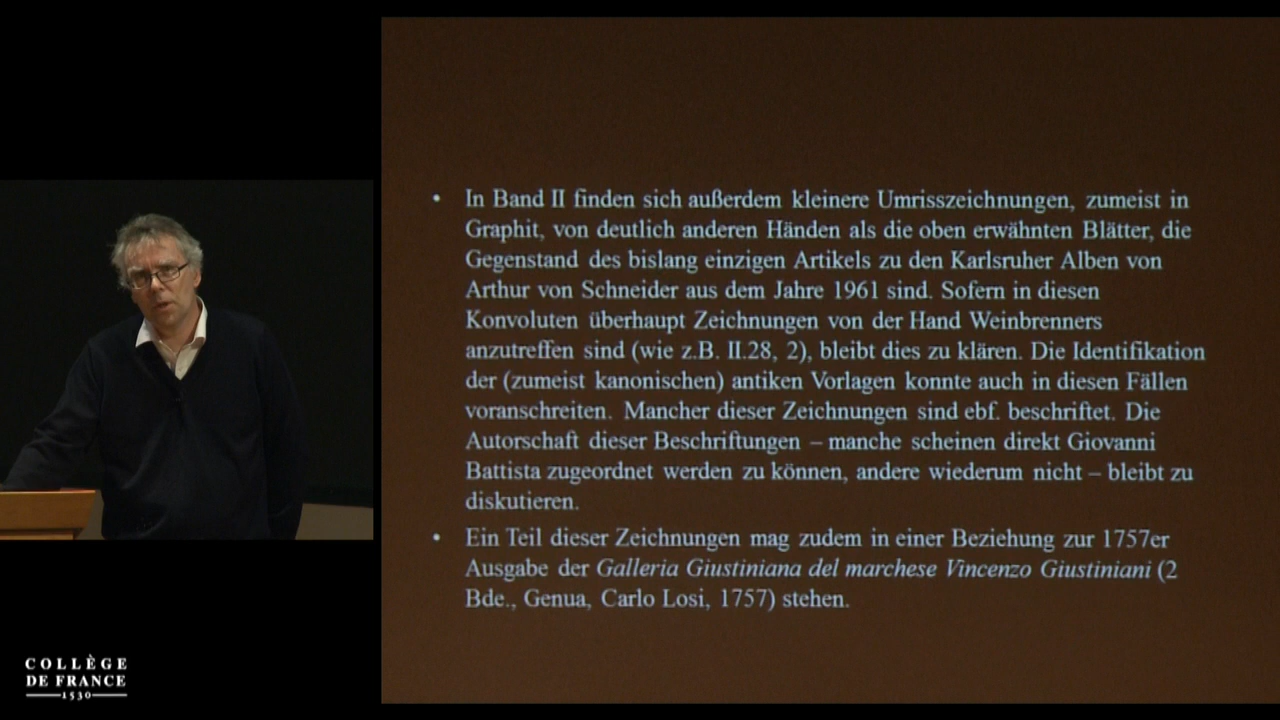 • In Band II finden sich außerdem kleinere Umrisszeichnungen, zumeist in
Graphit, von deutlich anderen Händen als die oben erwähnten Blätter, die
Gegenstand des bislang einzigen Artikels zu den Karlsruher Alben von
Arthur von Schneider aus dem Jahre 1961 sind. Sofern in diesen
Konvoluten überhaupt Zeichnungen von der Hand Weinbrenners
anzutreffen sind (wie z.B. II.28, 2), bleibt dies zu klären. Die Identifikation
der (zumeist kanonischen) antiken Vorlagen konnte auch in diesen Fällen
voranschreiten. Mancher dieser Zeichnungen sind ebf. beschriftet. Die
Autorschaft dieser Beschriftungen – manche scheinen direkt Giovanni
Battista zugeordnet werden zu können, andere wiederum nicht – bleibt zu
diskutieren.
• Ein Teil dieser Zeichnungen mag zudem in einer Beziehung zur 1757er
Ausgabe der Galleria Giustiniana del marchese Vincenzo Giustiniani (2
Bde., Genua, Carlo Losi, 1757) stehen.
COLLÈGE
DE FRANCE
1530